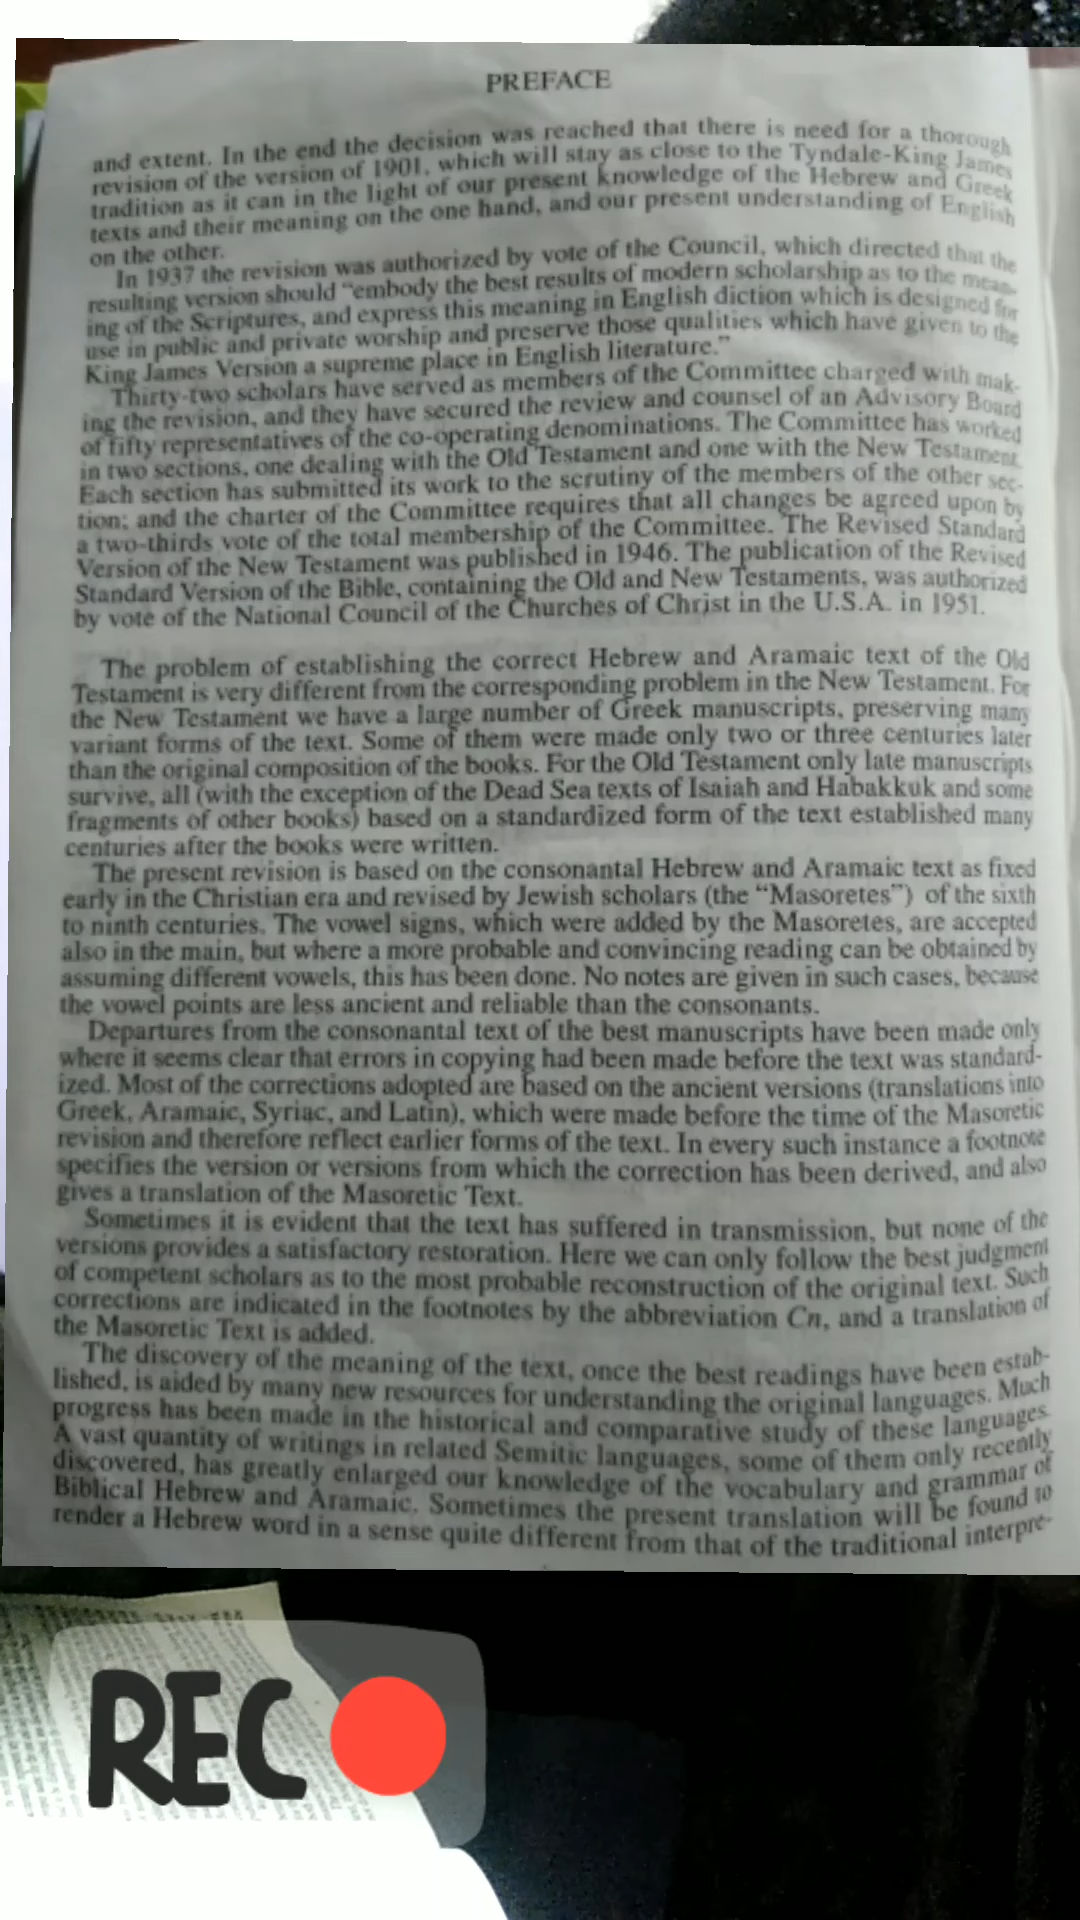 PREFACE
and extent. In the end the decision was reached that there is need for a thorough
revision of the version of 1901, which will stay as close to the Tyndale-King James
tradition as it can in the light of our present knowledge of the Hebrew and Greek
texts and their meaning on the one hand, and our present understanding of English
on the other.
In 1937 the revision was authorized by vote of the Council, which directed that the
resulting version should “embody the best results of modern scholarship as to the mean-
ing of the Scriptures, and express this meaning in English diction which is designed for
use in public and private worship and preserve those qualities which have given to the
King James Version a supreme place in English literature.”
Thirty-two scholars have served as members of the Committee charged with mak-
ing the revision, and they have secured the review and counsel of an Advisory Board
of fifty representatives of the co-operating denominations. The Committee has worked
in two sections, one dealing with the Old Testament and one with the New Testament.
Each section has submitted its work to the scrutiny of the members of the other sec-
tion; and the charter of the Committee requires that all changes be agreed upon by
a two-thirds vote of the total membership of the Committee. The Revised Standard
Version of the New Testament was published in 1946. The publication of the Revised
Standard Version of the Bible, containing the Old and New Testaments, was authorized
by vote of the National Council of the Churches of Christ in the U.S.A. in 1951.
The problem of establishing the correct Hebrew and Aramaic text of the Old
Testament is very different from the corresponding problem in the New Testament. For
the New Testament we have a large number of Greek manuscripts, preserving many
variant forms of the text. Some of them were made only two or three centuries later
than the original composition of the books. For the Old Testament only late manuscripts
survive, all (with the exception of the Dead Sea texts of Isaiah and Habakkuk and some
fragments of other books) based on a standardized form of the text established many
centuries after the books were written.
The present revision is based on the consonantal Hebrew and Aramaic text as fixed
early in the Christian era and revised by Jewish scholars (the “Masoretes”) of the sixth
to ninth centuries. The vowel signs, which were added by the Masoretes, are accepted
also in the main, but where a more probable and convincing reading can be obtained by
assuming different vowels, this has been done. No notes are given in such cases, because
the vowel points are less ancient and reliable than the consonants.
Departures from the consonantal text of the best manuscripts have been made only
where it seems clear that errors in copying had been made before the text was standard-
ized. Most of the corrections adopted are based on the ancient versions (translations into
Greek, Aramaic, Syriac, and Latin), which were made before the time of the Masoretic
revision and therefore reflect earlier forms of the text. In every such instance a footnote
specifies the version or versions from which the correction has been derived, and also
gives a translation of the Masoretic Text.
Sometimes it is evident that the text has suffered in transmission, but none of the
versions provides a satisfactory restoration. Here we can only follow the best judgment
of competent scholars as to the most probable reconstruction of the original text. Such
corrections are indicated in the footnotes by the abbreviation Cn, and a translation of
the Masoretic Text is added.
The discovery of the meaning of the text, once the best readings have been estab-
lished, is aided by many new resources for understanding the original languages. Much
progress has been made in the historical and comparative study of these languages.
A vast quantity of writings in related Semitic languages, some of them only recently
discovered, has greatly enlarged our knowledge of the vocabulary and grammar of
Biblical Hebrew and Aramaic. Sometimes the present translation will be found to
render a Hebrew word in a sense quite different from that of the traditional interpre-
REC